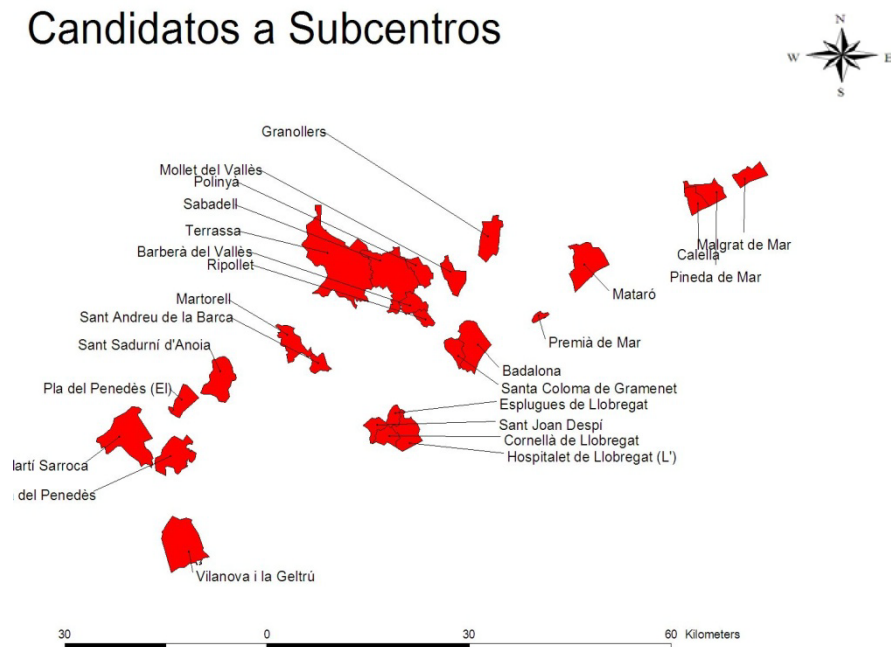 Candidatos a Subcentros
N
W E
S
Granollers
Mollet del Vallès
Polinyà
Sabadell
Terrassa
Barberà del Vallès
Ripollet
Martorell
Sant Andreu de la Barca
Sant Sadurní d'Anoia
Pla del Penedès (El)
artí Sarroca
del Penedès
Vilanova i la Geltrú
Malgrat de Mar
Calella
Pineda de Mar
Mataró
Premià de Mar
Badalona
Santa Coloma de Gramenet
Esplugues de Llobregat
Sant Joan Despí
Cornellà de Llobregat
Hospitalet de Llobregat (L')
30 0 30 60 Kilometers